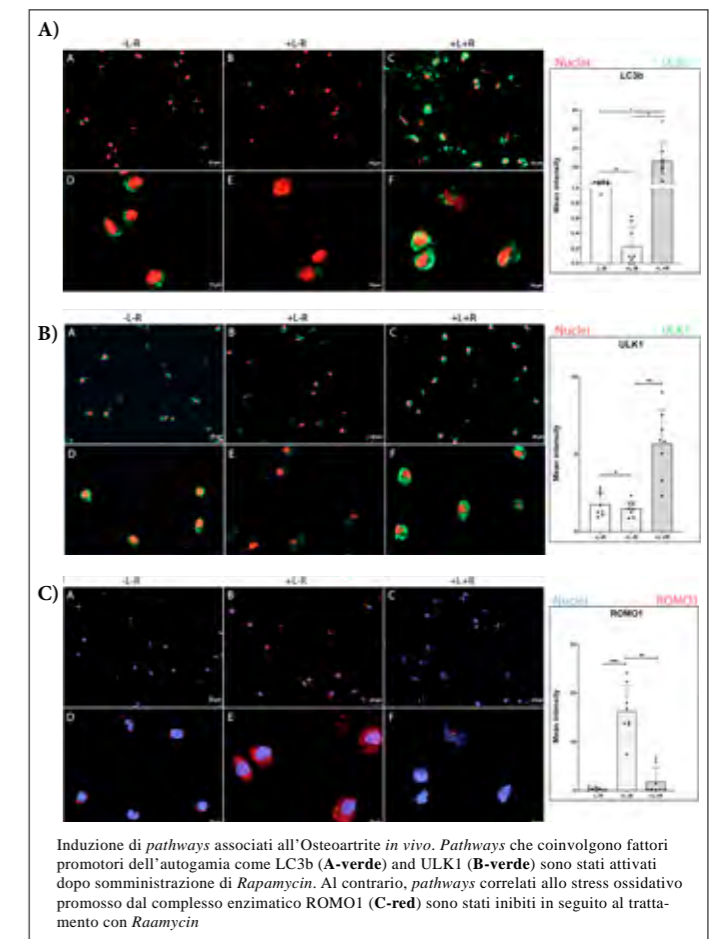 A)
-L-R +L-R +L+R
A B C
D E F
Nuclei
LC3b
Mean intensity
B)
-L-R +L-R +L+R
A B C
D E F
Nuclei ULK1
ULK1
Mean intensity
C)
-L-R +L-R +L+R
A B C
D E F
Nuclei ROMO1
ROMO1
Mean intensity
Induzione di pathways associati all'Osteoartrite in vivo. Pathways che coinvolgono fattori
promotori dell'autogamia come LC3b (A-verde) and ULK1 (B-verde) sono stati attivati
dopo somministrazione di Rapamycin. Al contrario, pathways correlati allo stress ossidativo
promosso dal complesso enzimatico ROMO1 (C-red) sono stati inibiti in seguito al tratta-
mento con Raamycin